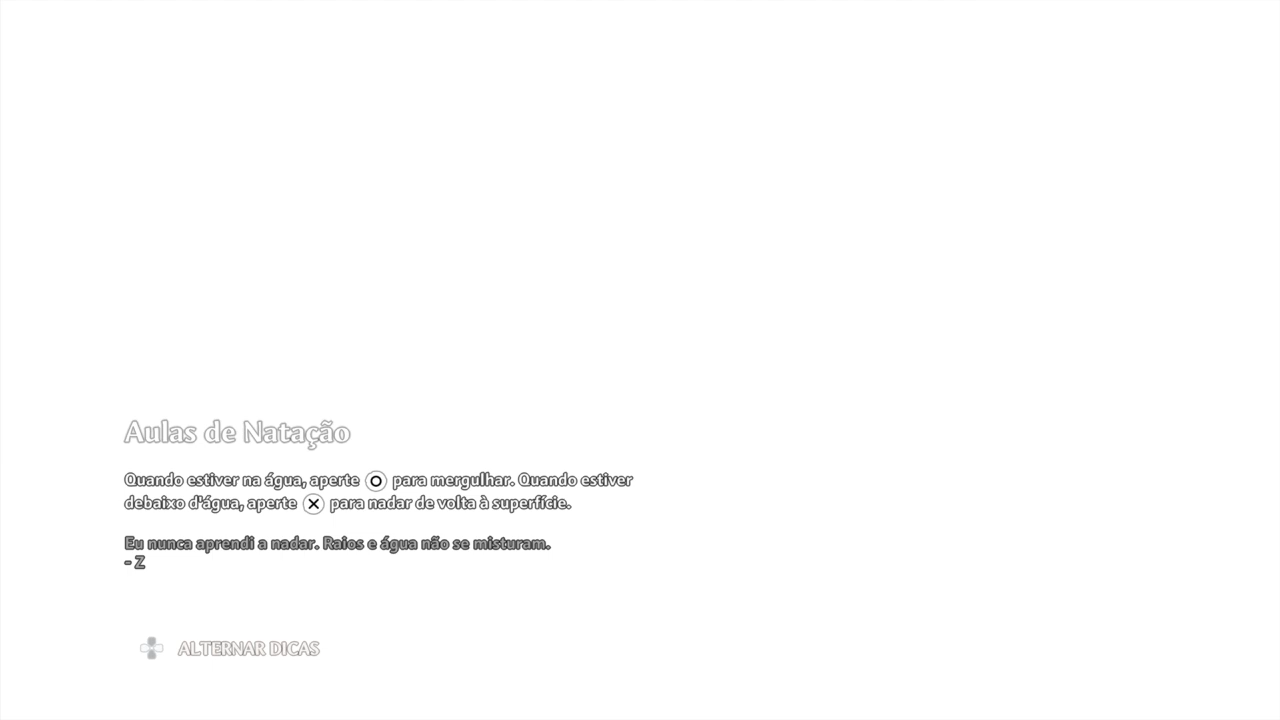 Aulas de Natação
Quando estiver na água, aperte O para mergulhar. Quando estiver
debaixo d'água, aperte X para nadar de volta à superfície.
Eu nunca aprendi a nadar. Raios e água não se misturam.
- Z
ALTERNAR DICAS